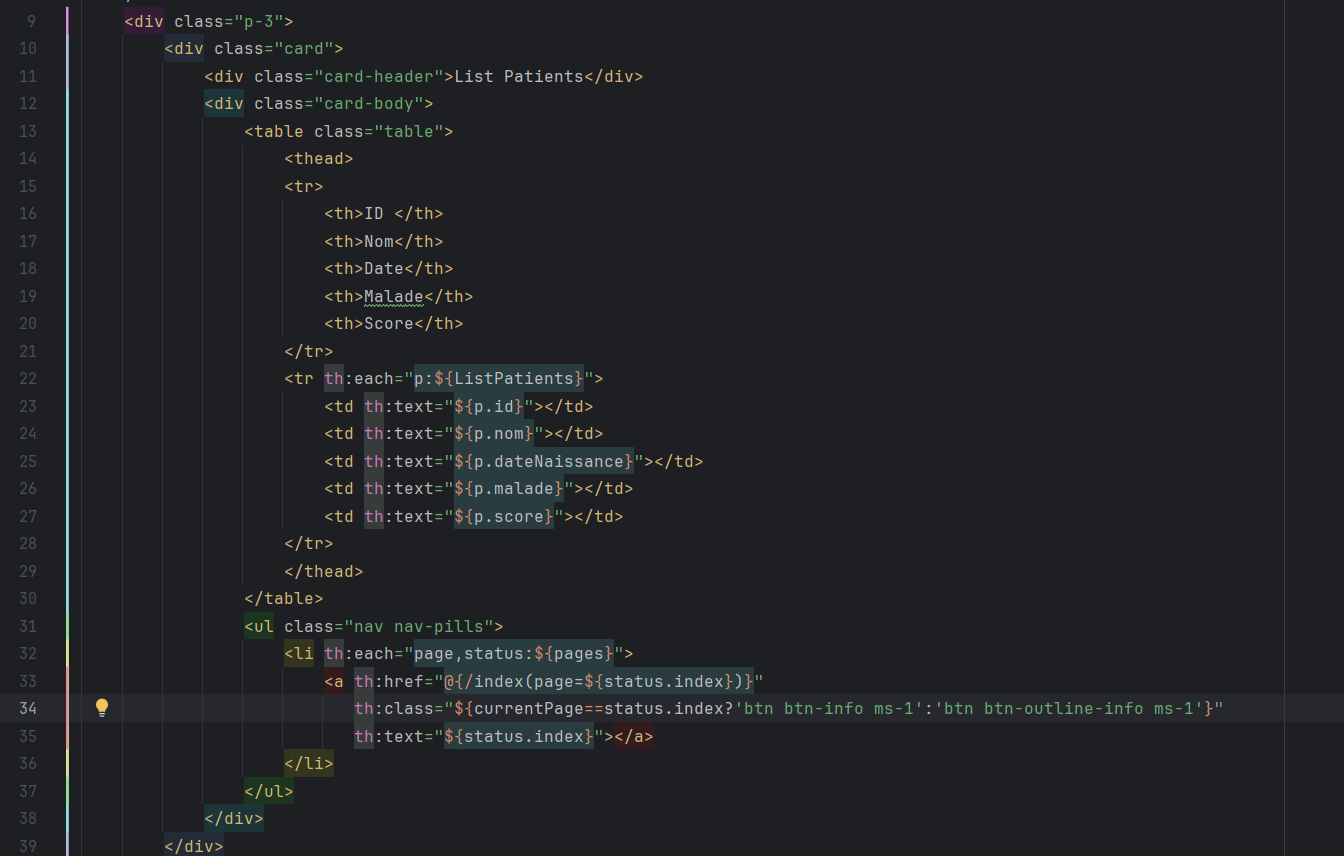 9 <div class="p-3">
10 <div class="card">
11 <div class="card-header">List Patients</div>
12 <div class="card-body">
13 <table class="table">
14 <thead>
15 <tr>
16 <th>ID </th>
17 <th>Nom</th>
18 <th>Date</th>
19 <th>Malade</th>
20 <th>Score</th>
21 </tr>
22 <tr th:each="p:${ListPatients}">
23 <td th:text="${p.id}"></td>
24 <td th:text="${p.nom}"></td>
25 <td th:text="${p.dateNaissance}"></td>
26 <td th:text="${p.malade}"></td>
27 <td th:text="${p.score}"></td>
28 </tr>
29 </thead>
30 </table>
31 <ul class="nav nav-pills">
32 <li th:each="page,status:${pages}">
33 <a th:href="@{/index(page=${status.index})}"
34 th:class="${currentPage==status.index?'btn btn-info ms-1':'btn btn-outline-info ms-1'}"
35 th:text="${status.index}"></a>
36 </li>
37 </ul>
38 </div>
39 </div>